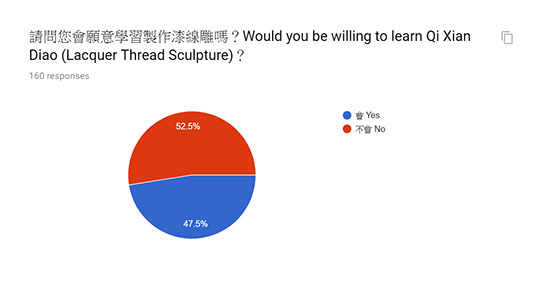 請問您會願意學習製作漆線雕嗎？Would you be willing to learn Qi Xian
Diao (Lacquer Thread Sculpture)？
160 responses
會 Yes
不會 No
52.5%
47.5%